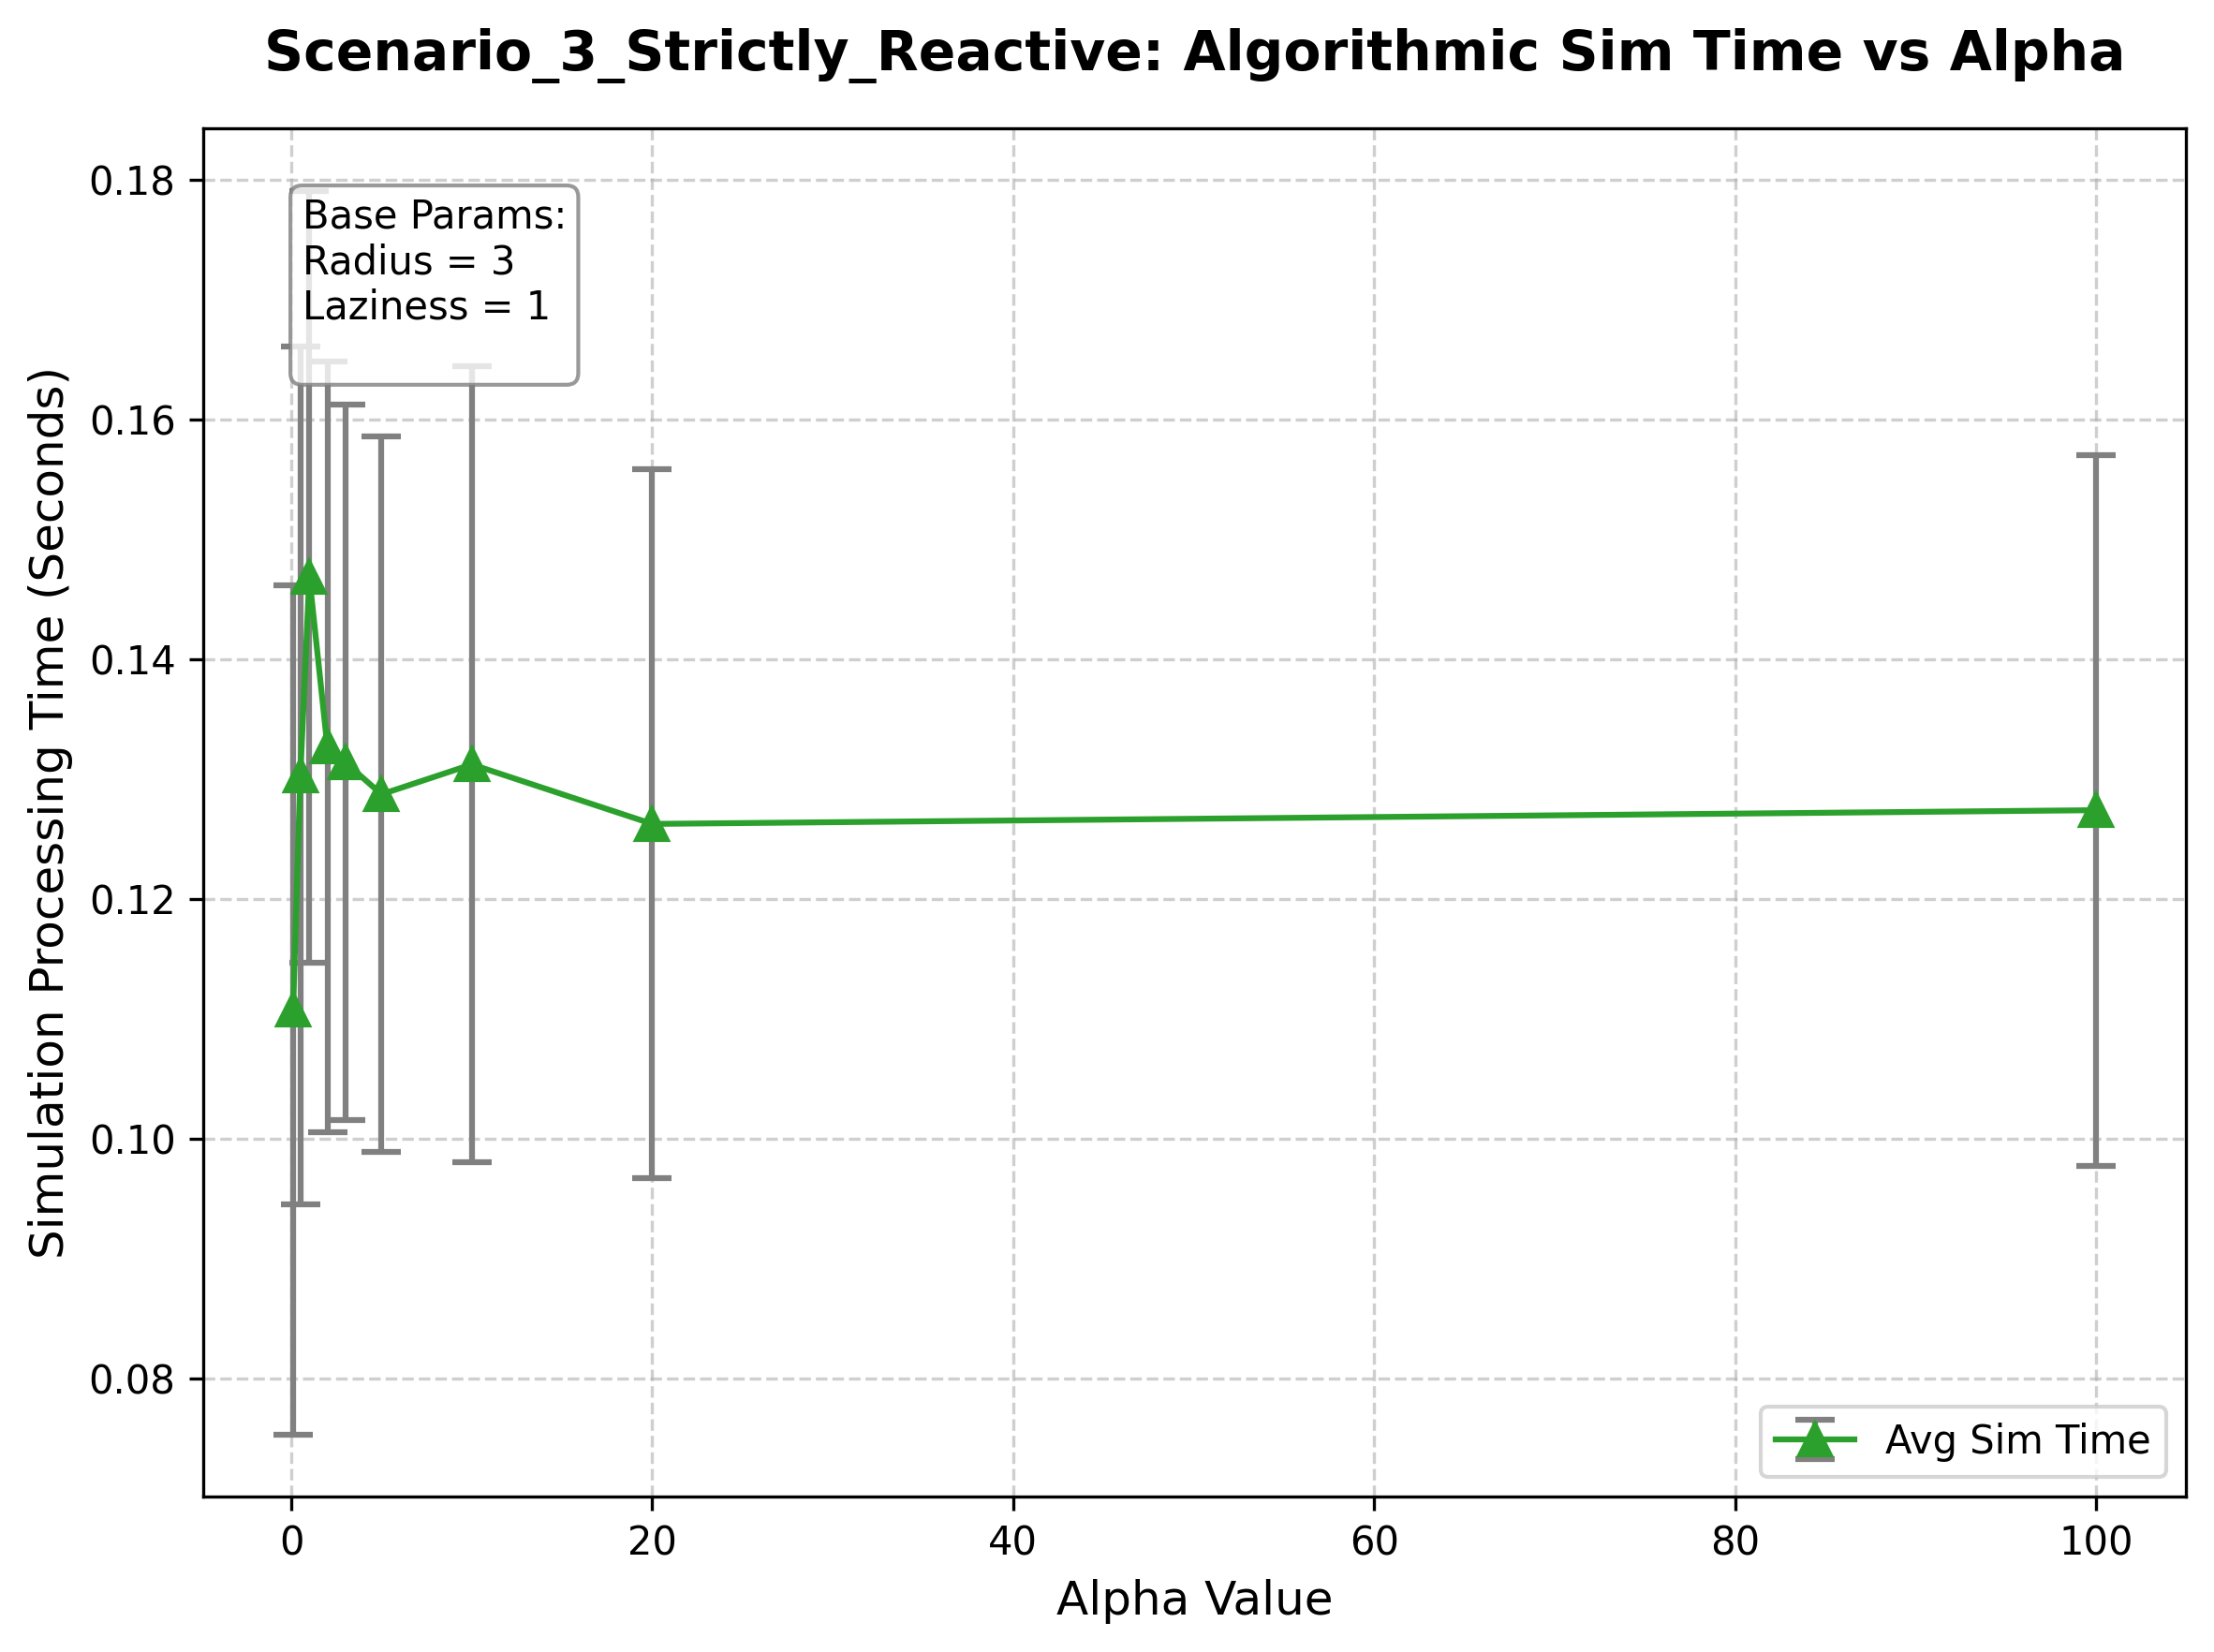 Scenario_3_Strictly_Reactive: Algorithmic Sim Time vs Alpha
Simulation Processing Time (Seconds)
0.18
0.16
0.14
0.12
0.10
0.08
Base Params:
Radius = 3
Laziness = 1
Avg Sim Time
0 20 40 60 80 100
Alpha Value